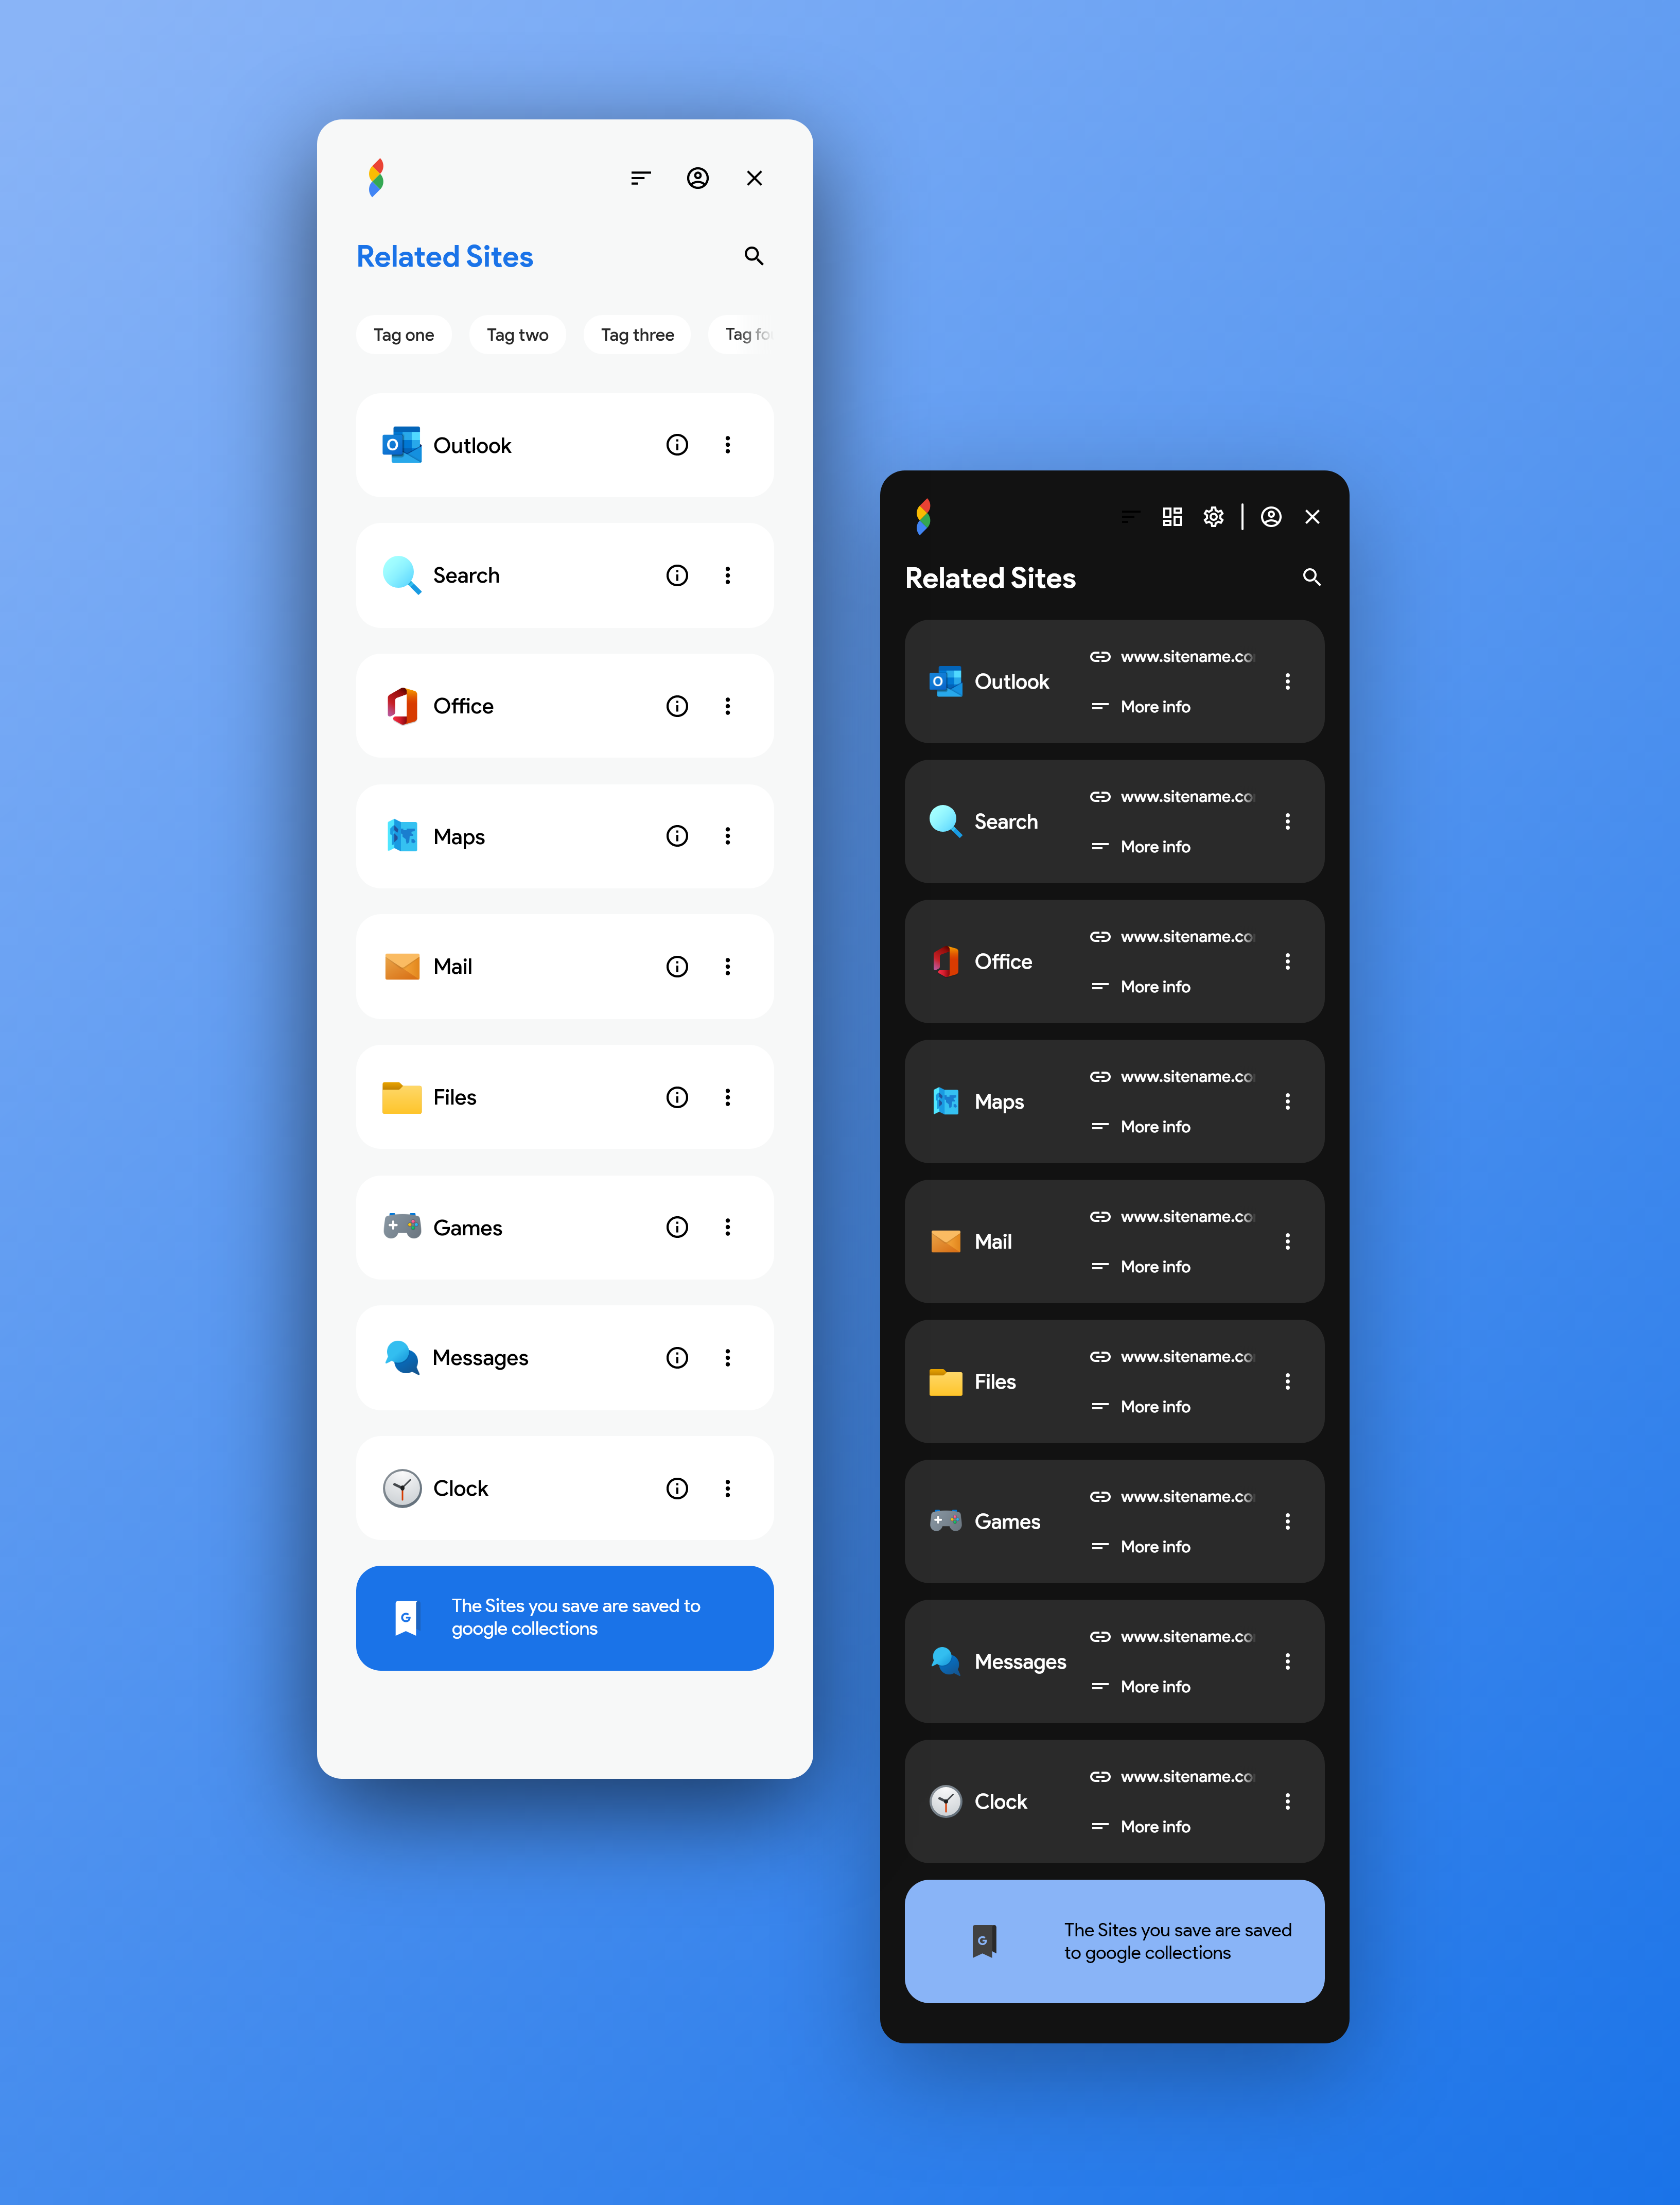 Related Sites
Tag one
Tag two
Tag three
Tag fo
Outlook
Search
Office
Maps
Mail
Files
Games
Messages
Clock
G
The Sites you save are saved to
google collections
Related Sites
Outlook
www.sitename.co
More info
Search
www.sitename.co
More info
Office
www.sitename.co
More info
Maps
www.sitename.co
More info
Mail
www.sitename.co
More info
Files
www.sitename.co
More info
Games
www.sitename.co
More info
Messages
www.sitename.co
More info
Clock
www.sitename.co
More info
G
The Sites you save are saved
to google collections